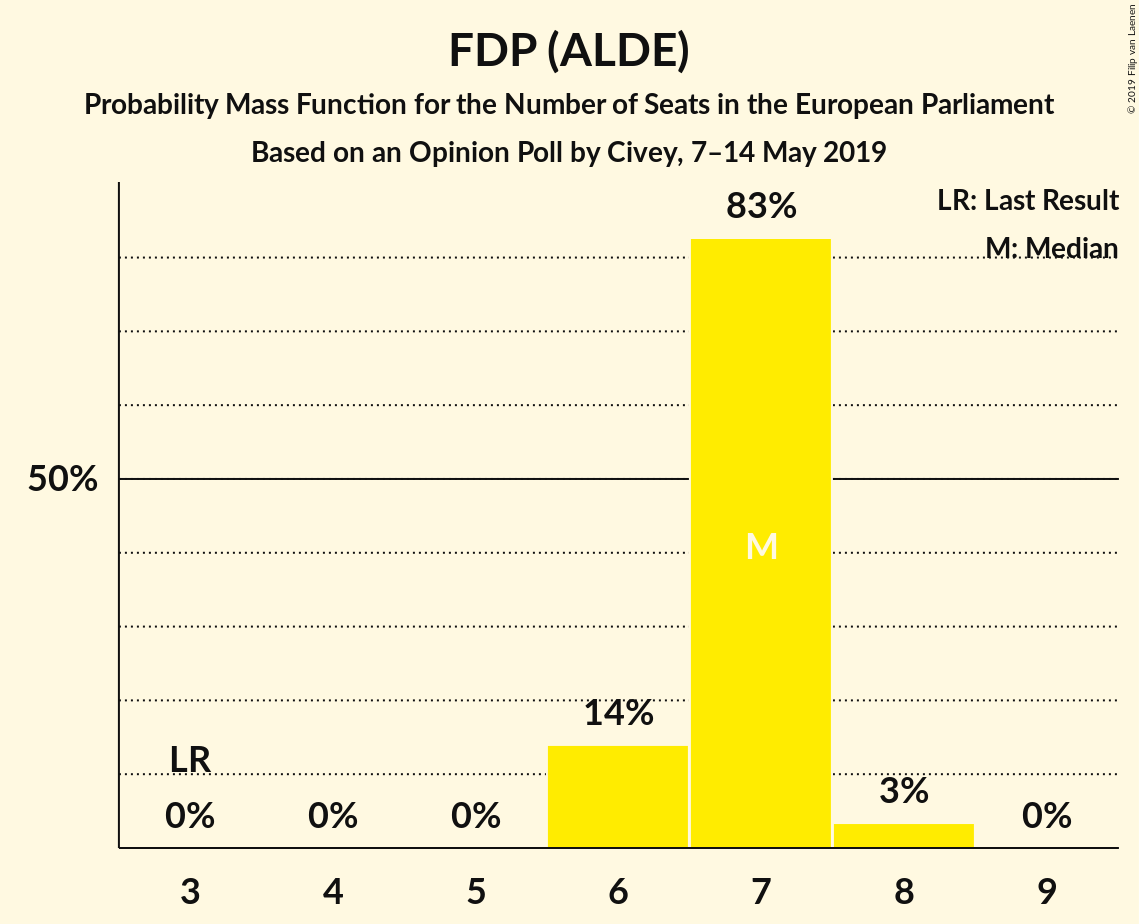 FDP (ALDE)
Probability Mass Function for the Number of Seats in the European Parliament
Based on an Opinion Poll by Civey, 7–14 May 2019
© 2019 Filip van Laenen
LR: Last Result
M: Median
83%
50%
M
14%
LR
3%
0%
0%
0%
0%
3
4
5
6
7
8
9